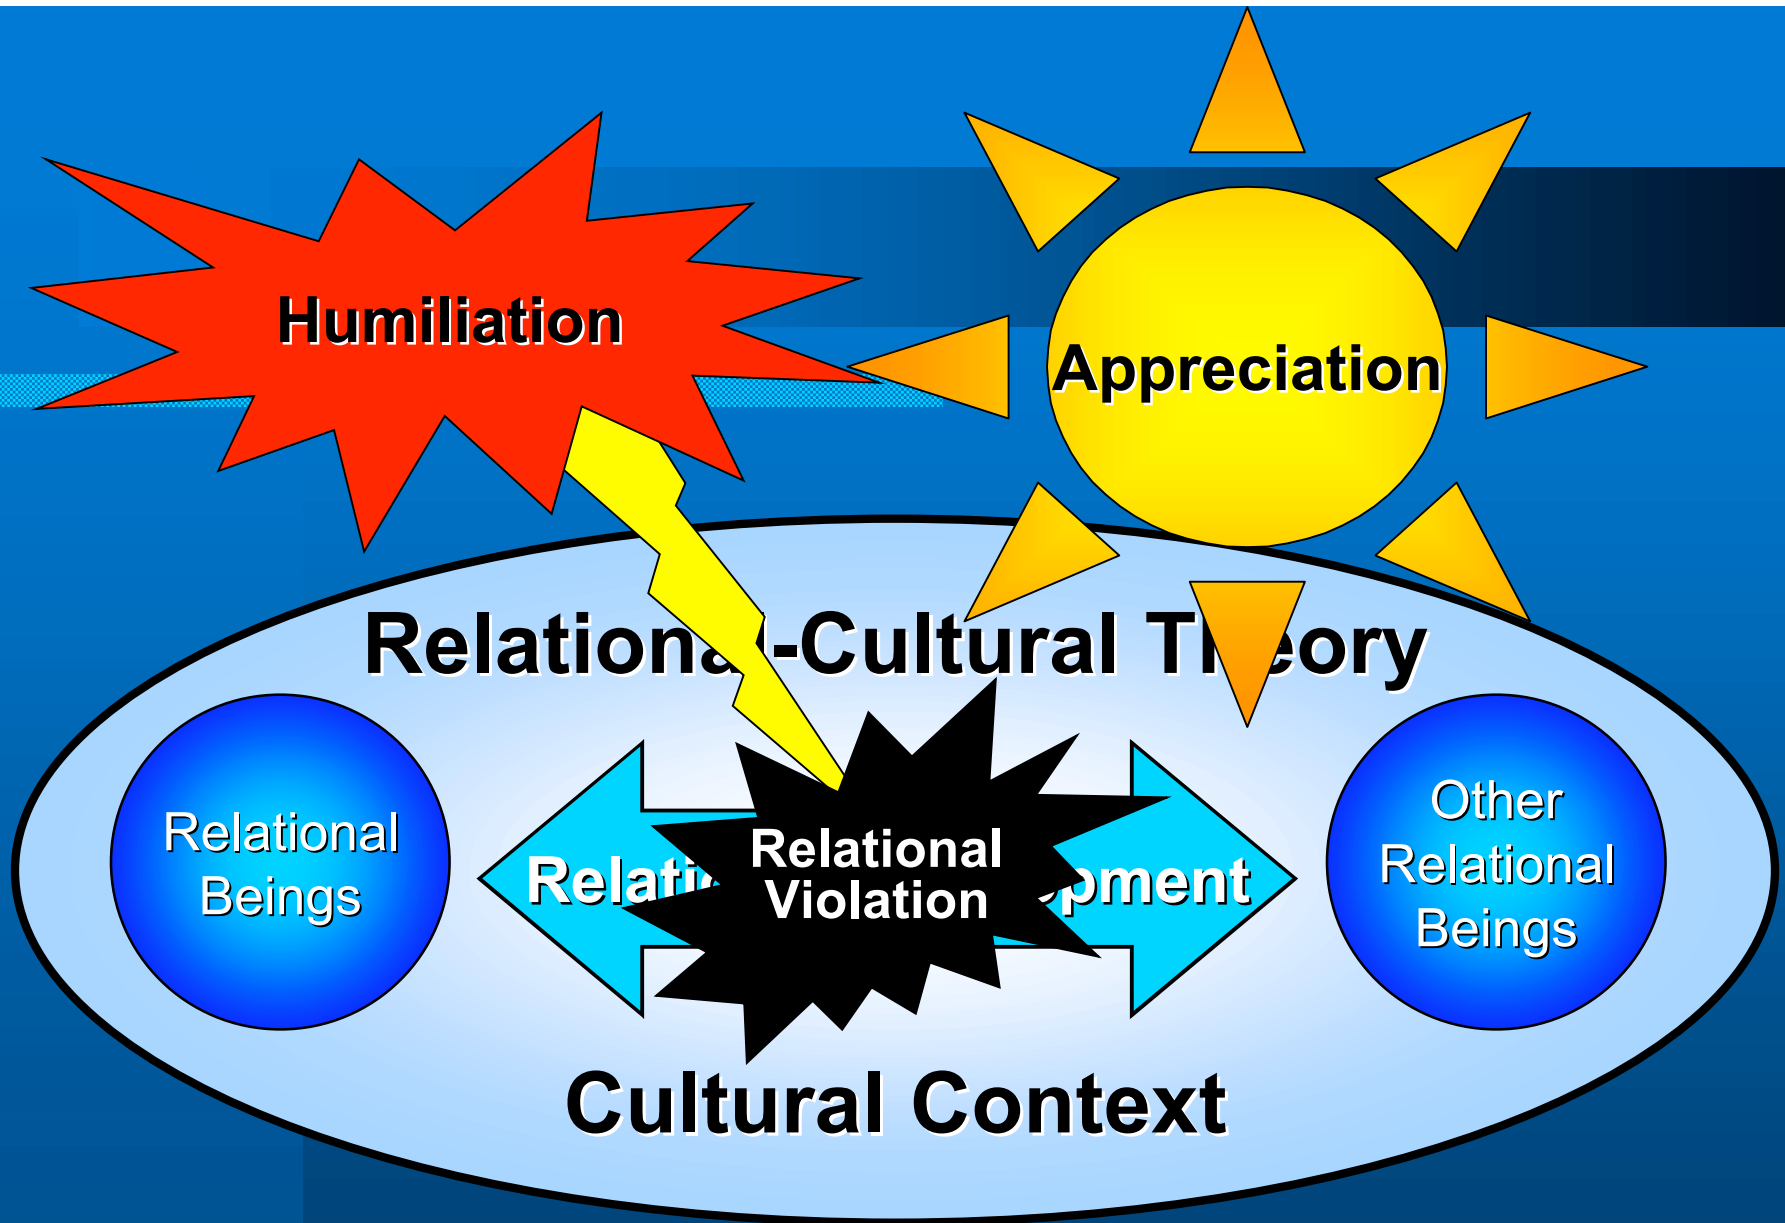 Humiliation
Appreciation
Relational-Cultural Theory
Relational
Beings
Relational
Violation
Other
Relational
Beings
Cultural Context